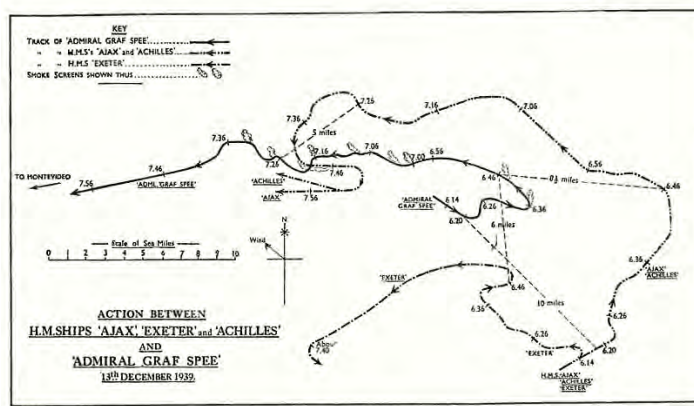 KEY
TRACK OF 'ADMIRAL GRAF SPEE'
" " H.M.S's 'AJAX' and 'ACHILLES'
" " H.M.S 'EXETER'
SMOKE SCREENS SHOWN THUS
7.26
7.16
7.06
7.36
5 miles
7.36
7.26
7.16
7.46
7.06
7.00
6.56
6.56
TO MONTEVIDEO
7.56
7.46
'ADML. GRAF SPEE'
'ACHILLES'
'AJAX'
7.56
'ADMIRAL
GRAF SPEE'
6.14
6.20
6.26
6.46
6.36
miles
6.46
6 miles
Scale of Sea Miles
0 1 2 3 4 5 6 7 8 9 10
Wind
N
6.36
'AJAX'
'ACHILLES'
'EXETER'
6.46
10 miles
6.36
6.26
6.26
ACTION BETWEEN
H.M.SHIPS 'AJAX', 'EXETER' and 'ACHILLES'
AND
'ADMIRAL GRAF SPEE'
13th DECEMBER 1939.
About
7.40
'EXETER'
6.14
6.20
H.M.S. 'AJAX'
'ACHILLES'
'EXETER'